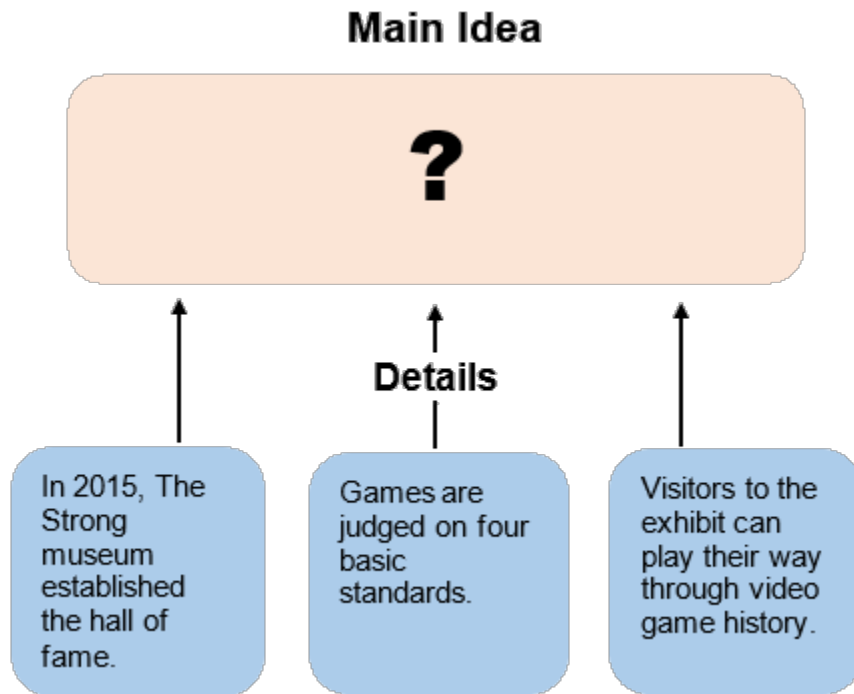 Main Idea
?
Details
In 2015, The
Strong
museum
established
the hall of
fame.
Games are
judged on four
basic
standards.
Visitors to the
exhibit can
play their way
through video
game history.